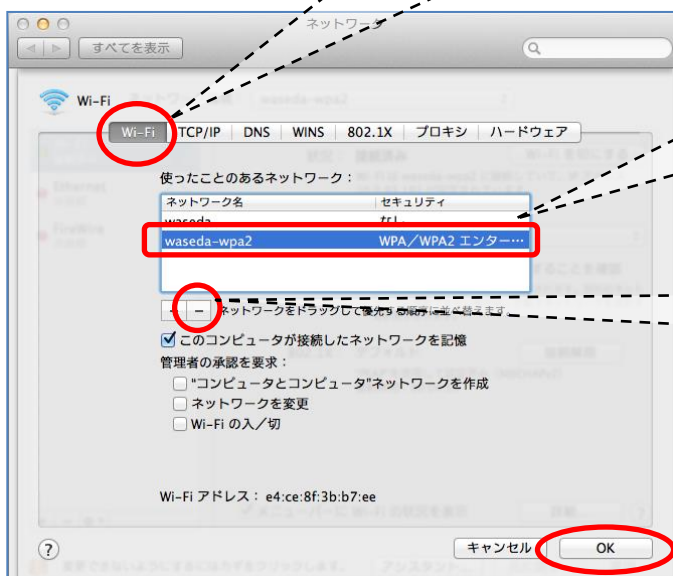 ネットワーク
すべてを表示
Wi-Fi
Wi-Fi TCP/IP DNS WINS 802.1X プロキシ ハードウェア
使ったことのあるネットワーク：
ネットワーク名 セキュリティ
waseda なし
waseda-wpa2 WPA／WPA2 エンター…
+ − ネットワークをドラッグして優先する順序に並べ替えます。
このコンピュータが接続したネットワークを記憶
管理者の承認を要求：
"コンピュータとコンピュータ"ネットワークを作成
ネットワークを変更
Wi-Fi の入／切
Wi-Fi アドレス： e4:ce:8f:3b:b7:ee
? キャンセル OK